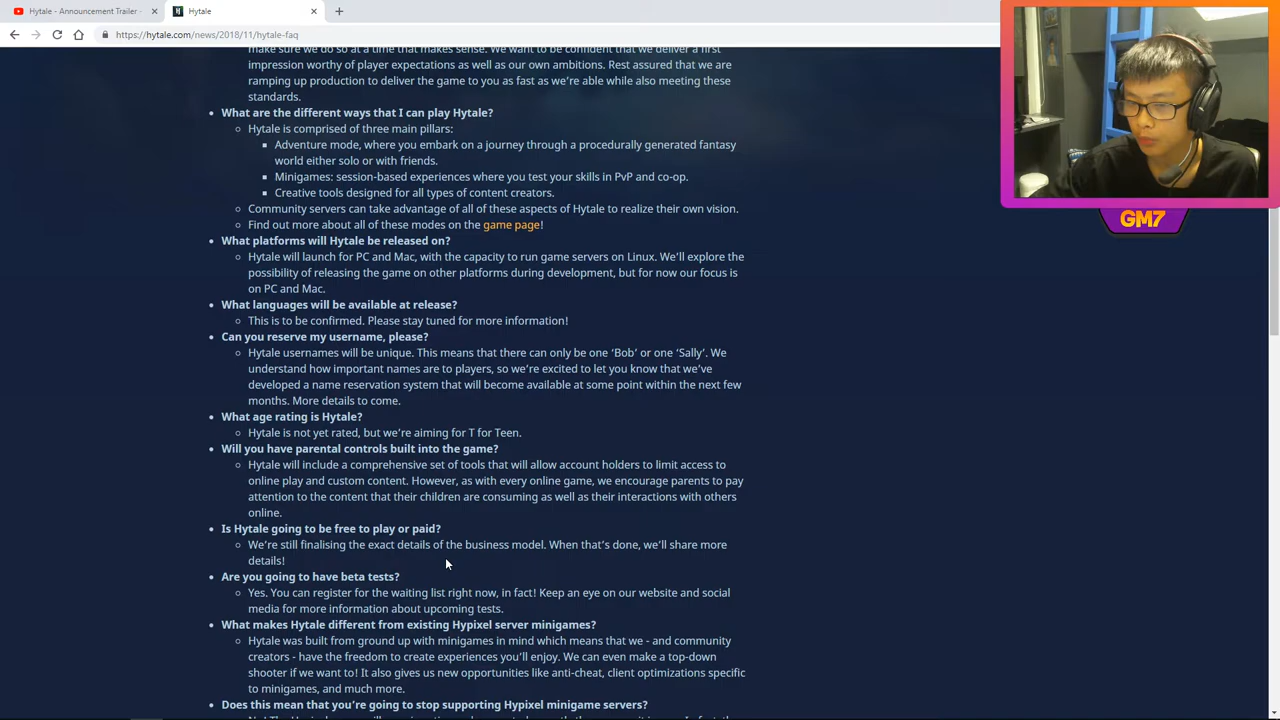 Hytale - Announcement Trailer -
Hytale
https://hytale.com/news/2018/11/hytale-faq
make sure we do so at a time that makes sense. We want to be confident that we deliver a first
impression worthy of player expectations as well as our own ambitions. Rest assured that we are
ramping up production to deliver the game to you as fast as we're able while also meeting these
standards.
What are the different ways that I can play Hytale?
Hytale is comprised of three main pillars:
Adventure mode, where you embark on a journey through a procedurally generated fantasy
world either solo or with friends.
Minigames: session-based experiences where you test your skills in PvP and co-op.
Creative tools designed for all types of content creators.
Community servers can take advantage of all of these aspects of Hytale to realize their own vision.
Find out more about all of these modes on the game page!
What platforms will Hytale be released on?
Hytale will launch for PC and Mac, with the capacity to run game servers on Linux. We'll explore the
possibility of releasing the game on other platforms during development, but for now our focus is
on PC and Mac.
What languages will be available at release?
This is to be confirmed. Please stay tuned for more information!
Can you reserve my username, please?
Hytale usernames will be unique. This means that there can only be one 'Bob' or one 'Sally'. We
understand how important names are to players, so we're excited to let you know that we've
developed a name reservation system that will become available at some point within the next few
months. More details to come.
What age rating is Hytale?
Hytale is not yet rated, but we're aiming for T for Teen.
Will you have parental controls built into the game?
Hytale will include a comprehensive set of tools that will allow account holders to limit access to
online play and custom content. However, as with every online game, we encourage parents to pay
attention to the content that their children are consuming as well as their interactions with others
online.
Is Hytale going to be free to play or paid?
We're still finalising the exact details of the business model. When that's done, we'll share more
details!
Are you going to have beta tests?
Yes. You can register for the waiting list right now, in fact! Keep an eye on our website and social
media for more information about upcoming tests.
What makes Hytale different from existing Hypixel server minigames?
Hytale was built from ground up with minigames in mind which means that we - and community
creators - have the freedom to create experiences you'll enjoy. We can even make a top-down
shooter if we want to! It also gives us new opportunities like anti-cheat, client optimizations specific
to minigames, and much more.
Does this mean that you're going to stop supporting Hypixel minigame servers?
GM7